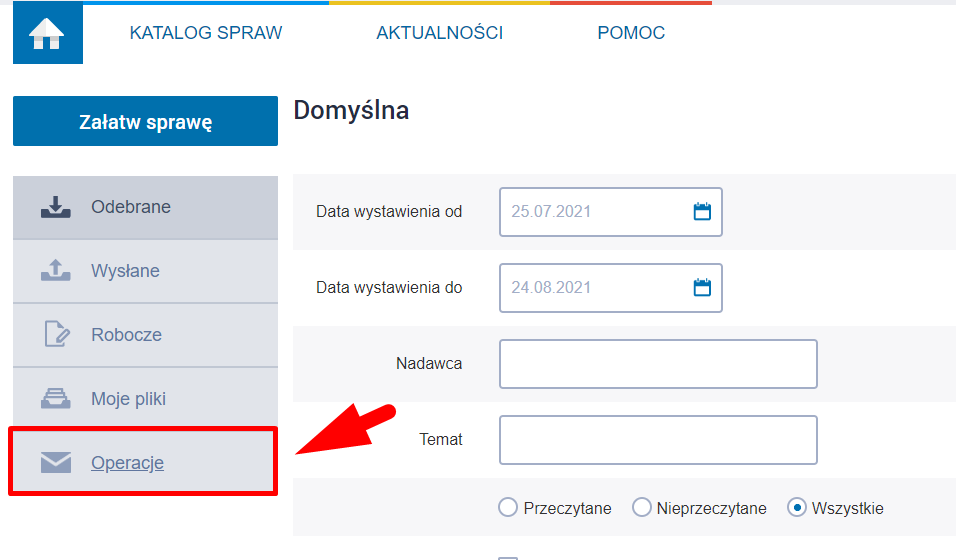 KATALOG SPRAW AKTUALNOŚCI POMOC
Załatw sprawę
Odebrane
Wysłane
Robocze
Moje pliki
Operacje
Domyślna
Data wystawienia od 25.07.2021
Data wystawienia do 24.08.2021
Nadawca
Temat
Przeczytane Nieprzeczytane Wszystkie